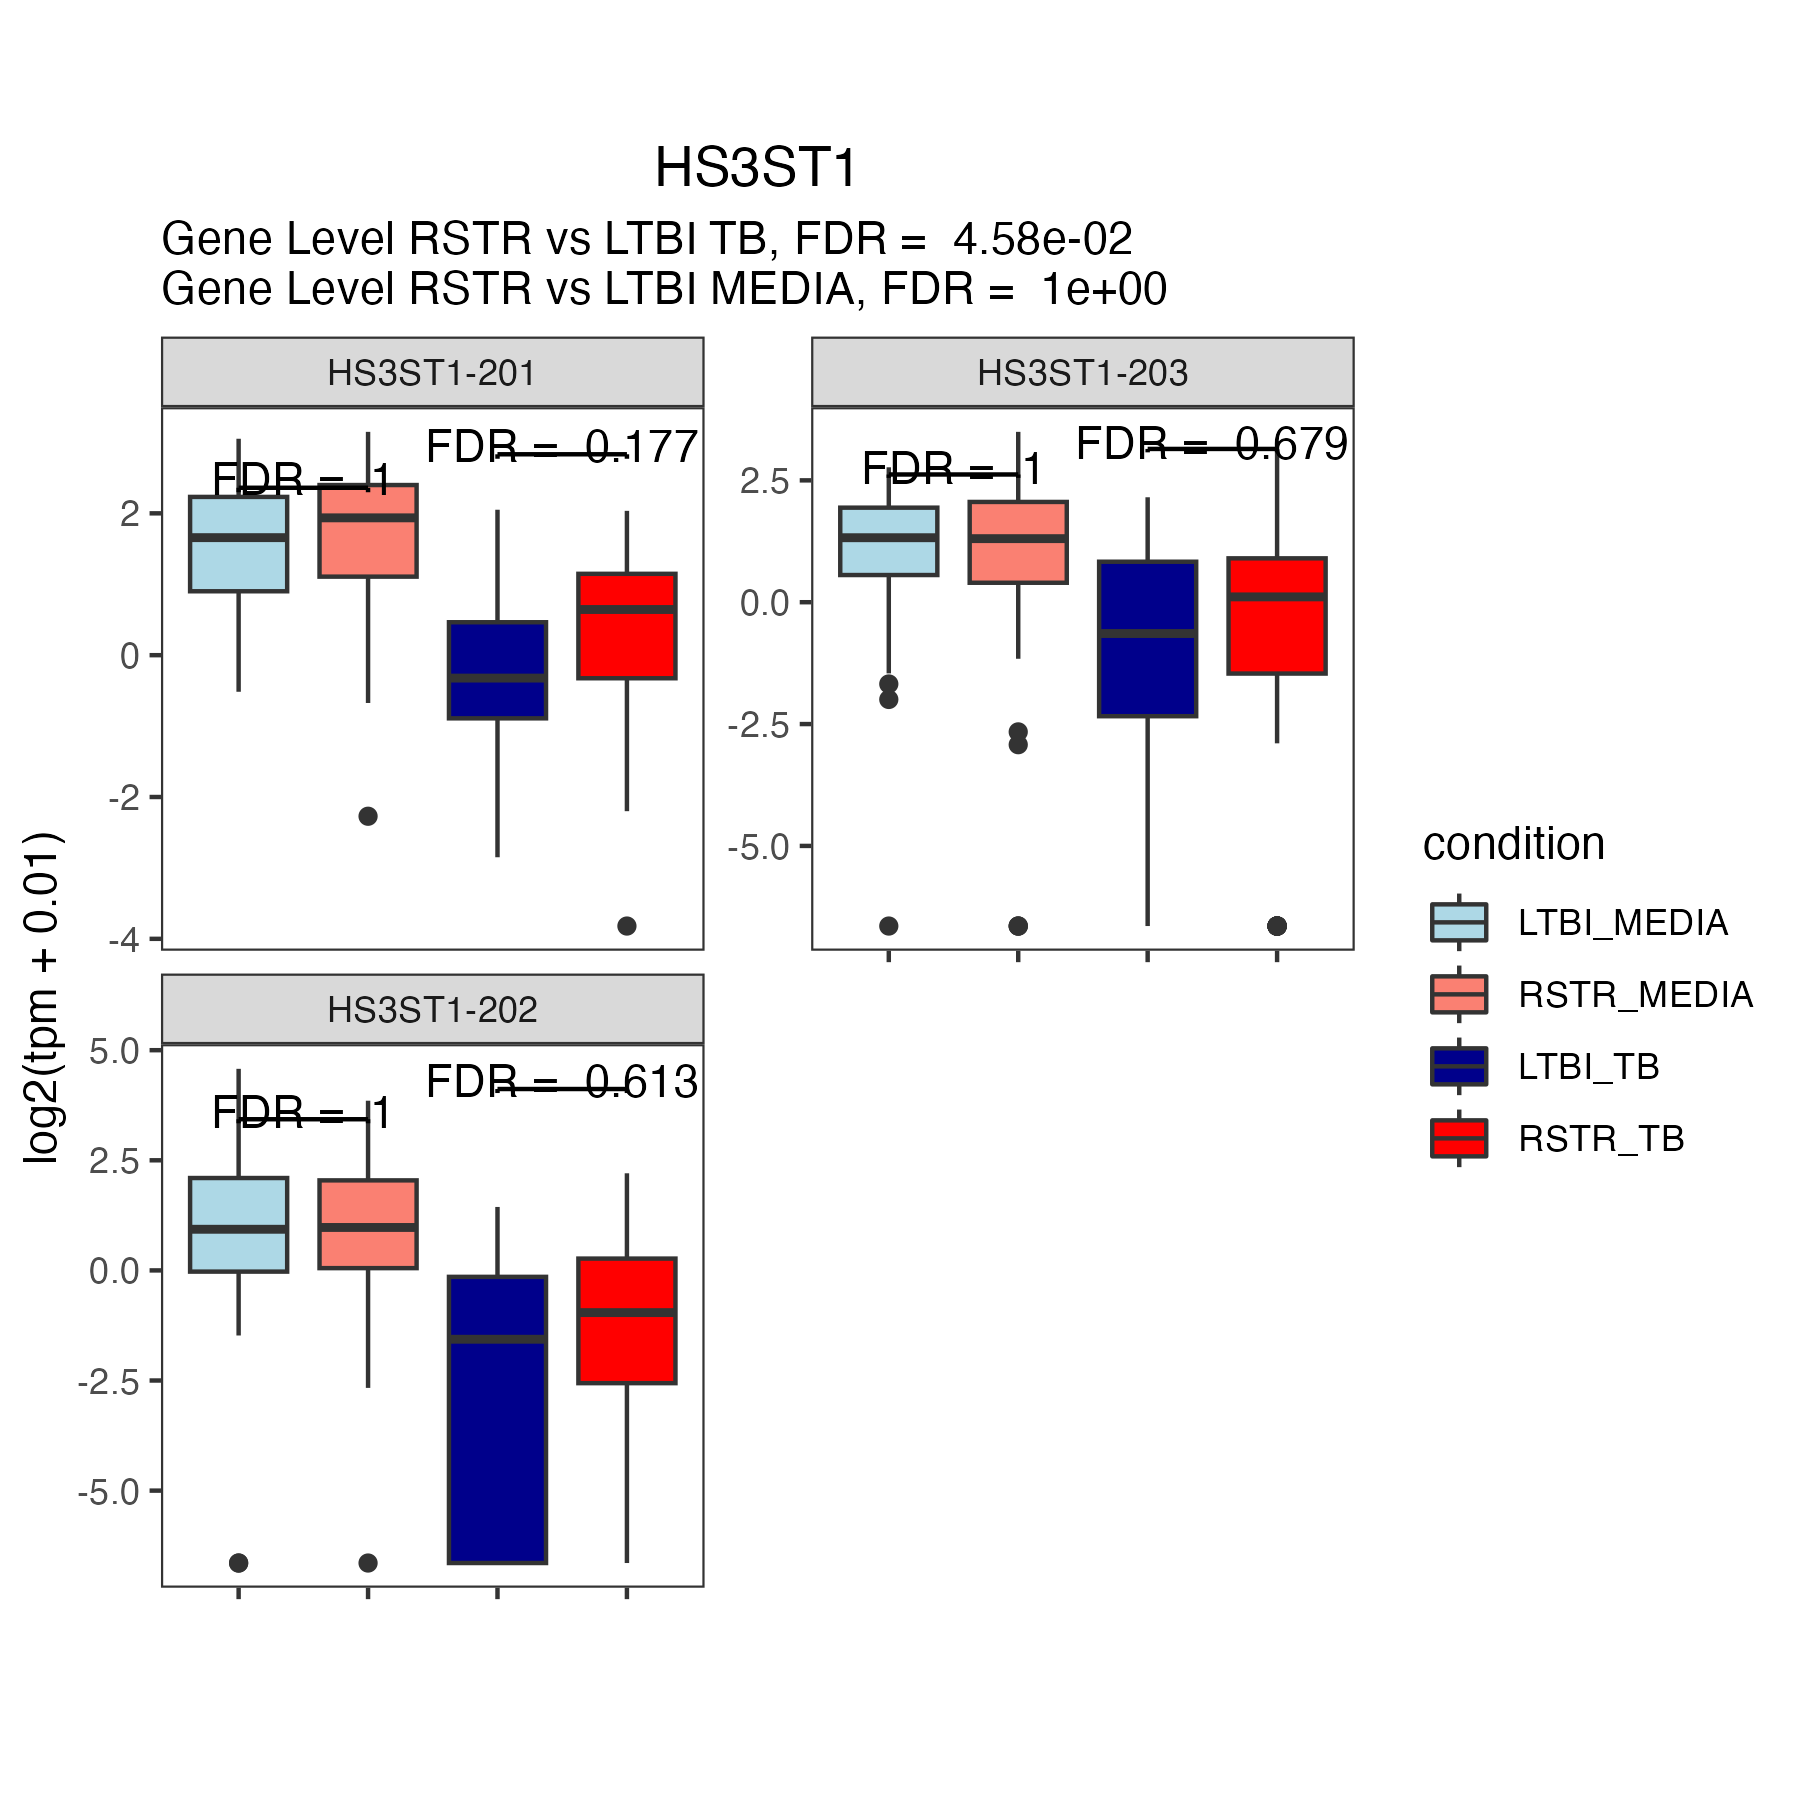 HS3ST1
Gene Level RSTR vs LTBI TB, FDR =  4.58e-02
Gene Level RSTR vs LTBI MEDIA, FDR =  1e+00
HS3ST1-201
FDR =  1
FDR =  0.177
2
0
-2
-4
HS3ST1-203
FDR =  1
FDR =  0.679
2.5
0.0
-2.5
-5.0
HS3ST1-202
FDR =  1
FDR =  0.613
5.0
2.5
0.0
-2.5
-5.0
log2(tpm + 0.01)
condition
LTBI_MEDIA
RSTR_MEDIA
LTBI_TB
RSTR_TB